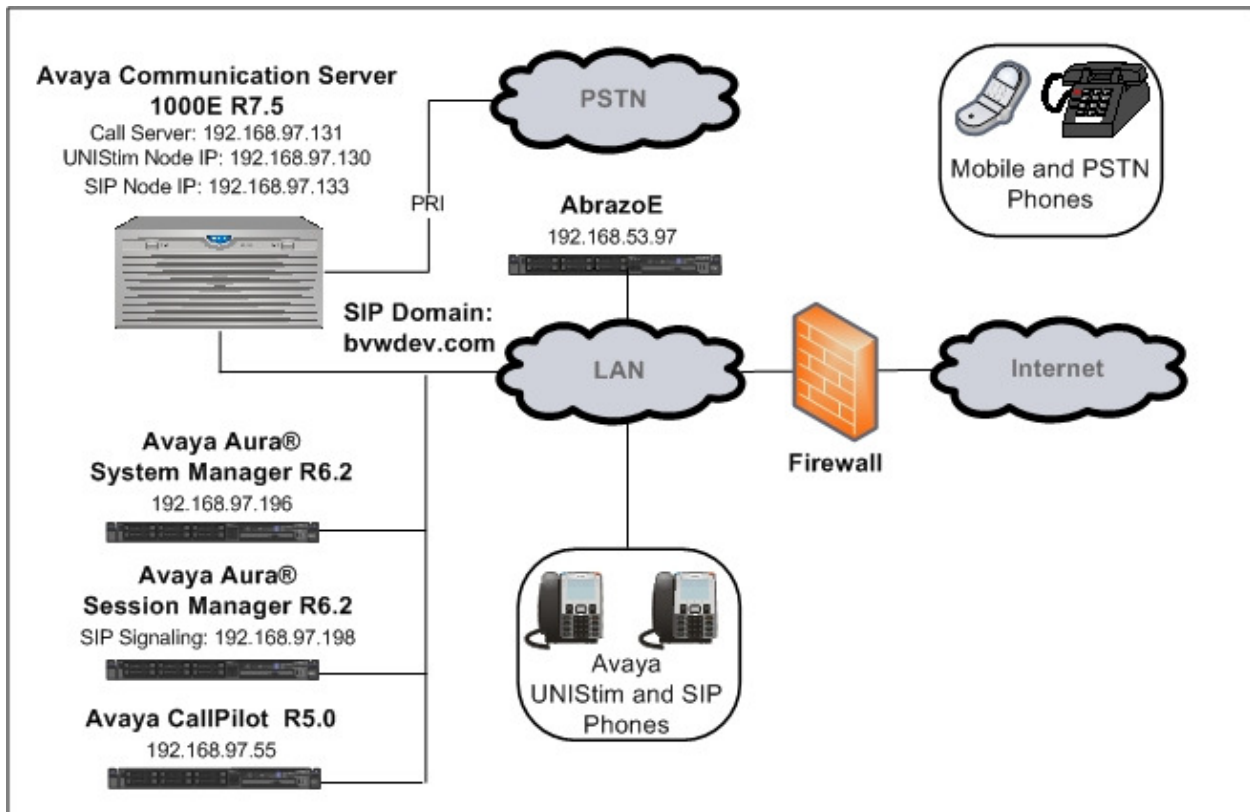 Avaya Communication Server
1000E R7.5
Call Server: 192.168.97.131
UNIStim Node IP: 192.168.97.130
SIP Node IP: 192.168.97.133
PSTN
PRI
Mobile and PSTN
Phones
AbrazoE
192.168.53.97
SIP Domain:
bvwdev.com
LAN
Internet
Firewall
Avaya Aura®
System Manager R6.2
192.168.97.196
Avaya Aura®
Session Manager R6.2
SIP Signaling: 192.168.97.198
Avaya CallPilot R5.0
192.168.97.55
Avaya
UNIStim and SIP
Phones